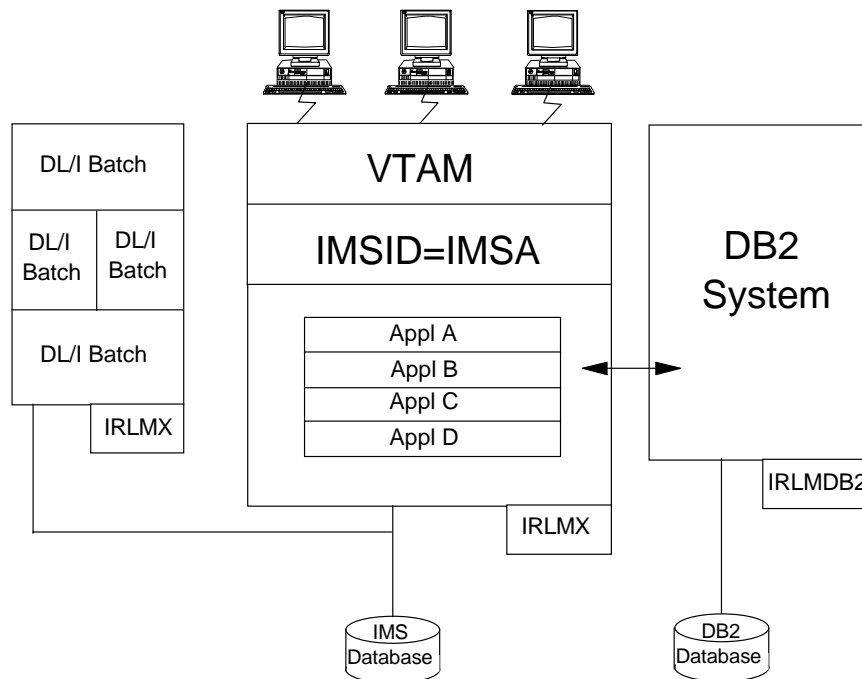 DL/I Batch
DL/I
Batch
DL/I
Batch
DL/I Batch
IRLMX
VTAM
IMSID=IMSA
Appl A
Appl B
Appl C
Appl D
IRLMX
DB2
System
IRLMDB2
IMS
Database
DB2
Database